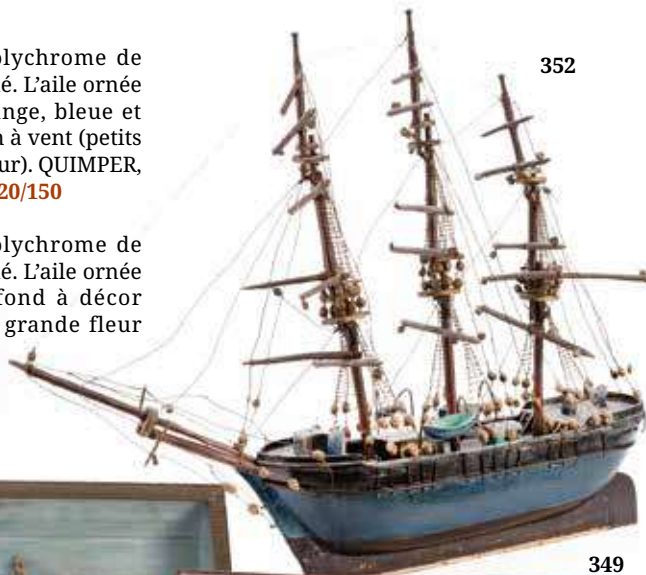 olychrome de
é. L’aile ornée
nge, bleue et
n à vent (petits
ur). QUIMPER,
20/150
olychrome de
é. L’aile ornée
fond à décor
grande fleur
352
349